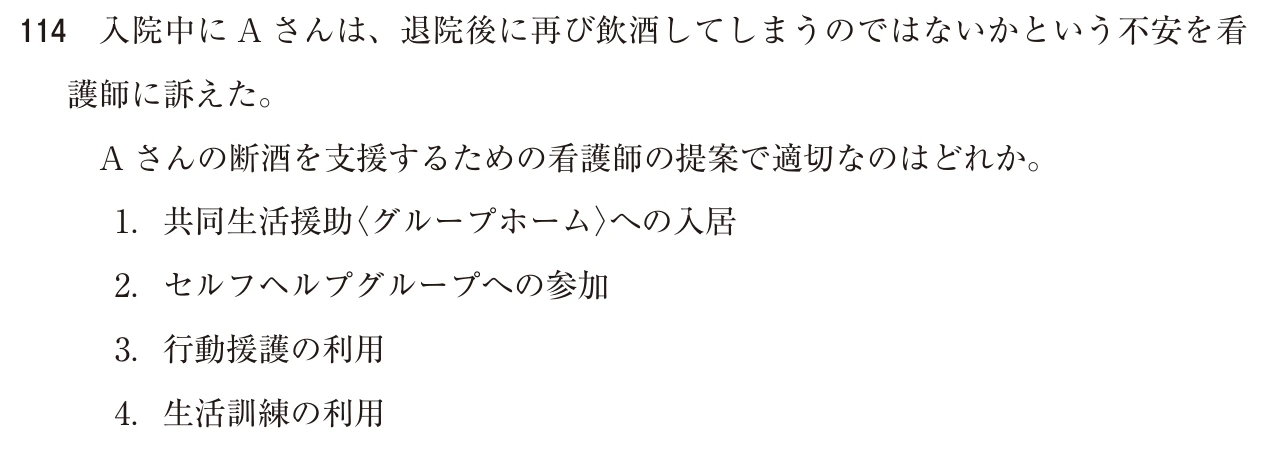 114 入院中に A さんは、退院後に再び飲酒してしまうのではないかという不安を看
護師に訴えた。
A さんの断酒を支援するための看護師の提案で適切なのはどれか。
1. 共同生活援助〈グループホーム〉への入居
2. セルフヘルプグループへの参加
3. 行動援護の利用
4. 生活訓練の利用